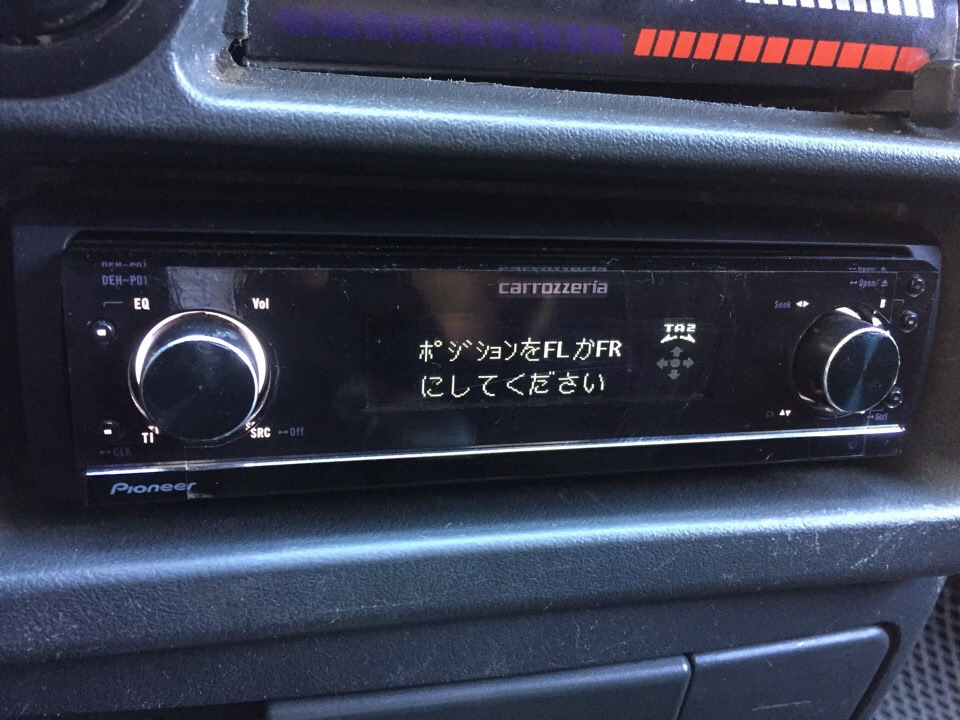 DEH-P01
carrozzeria
Open/
EQ
Vol
Seek
TA2
ポジションをFLかFR
にしてください
TI
SRC
Off
CLK
Scrl
Pioneer